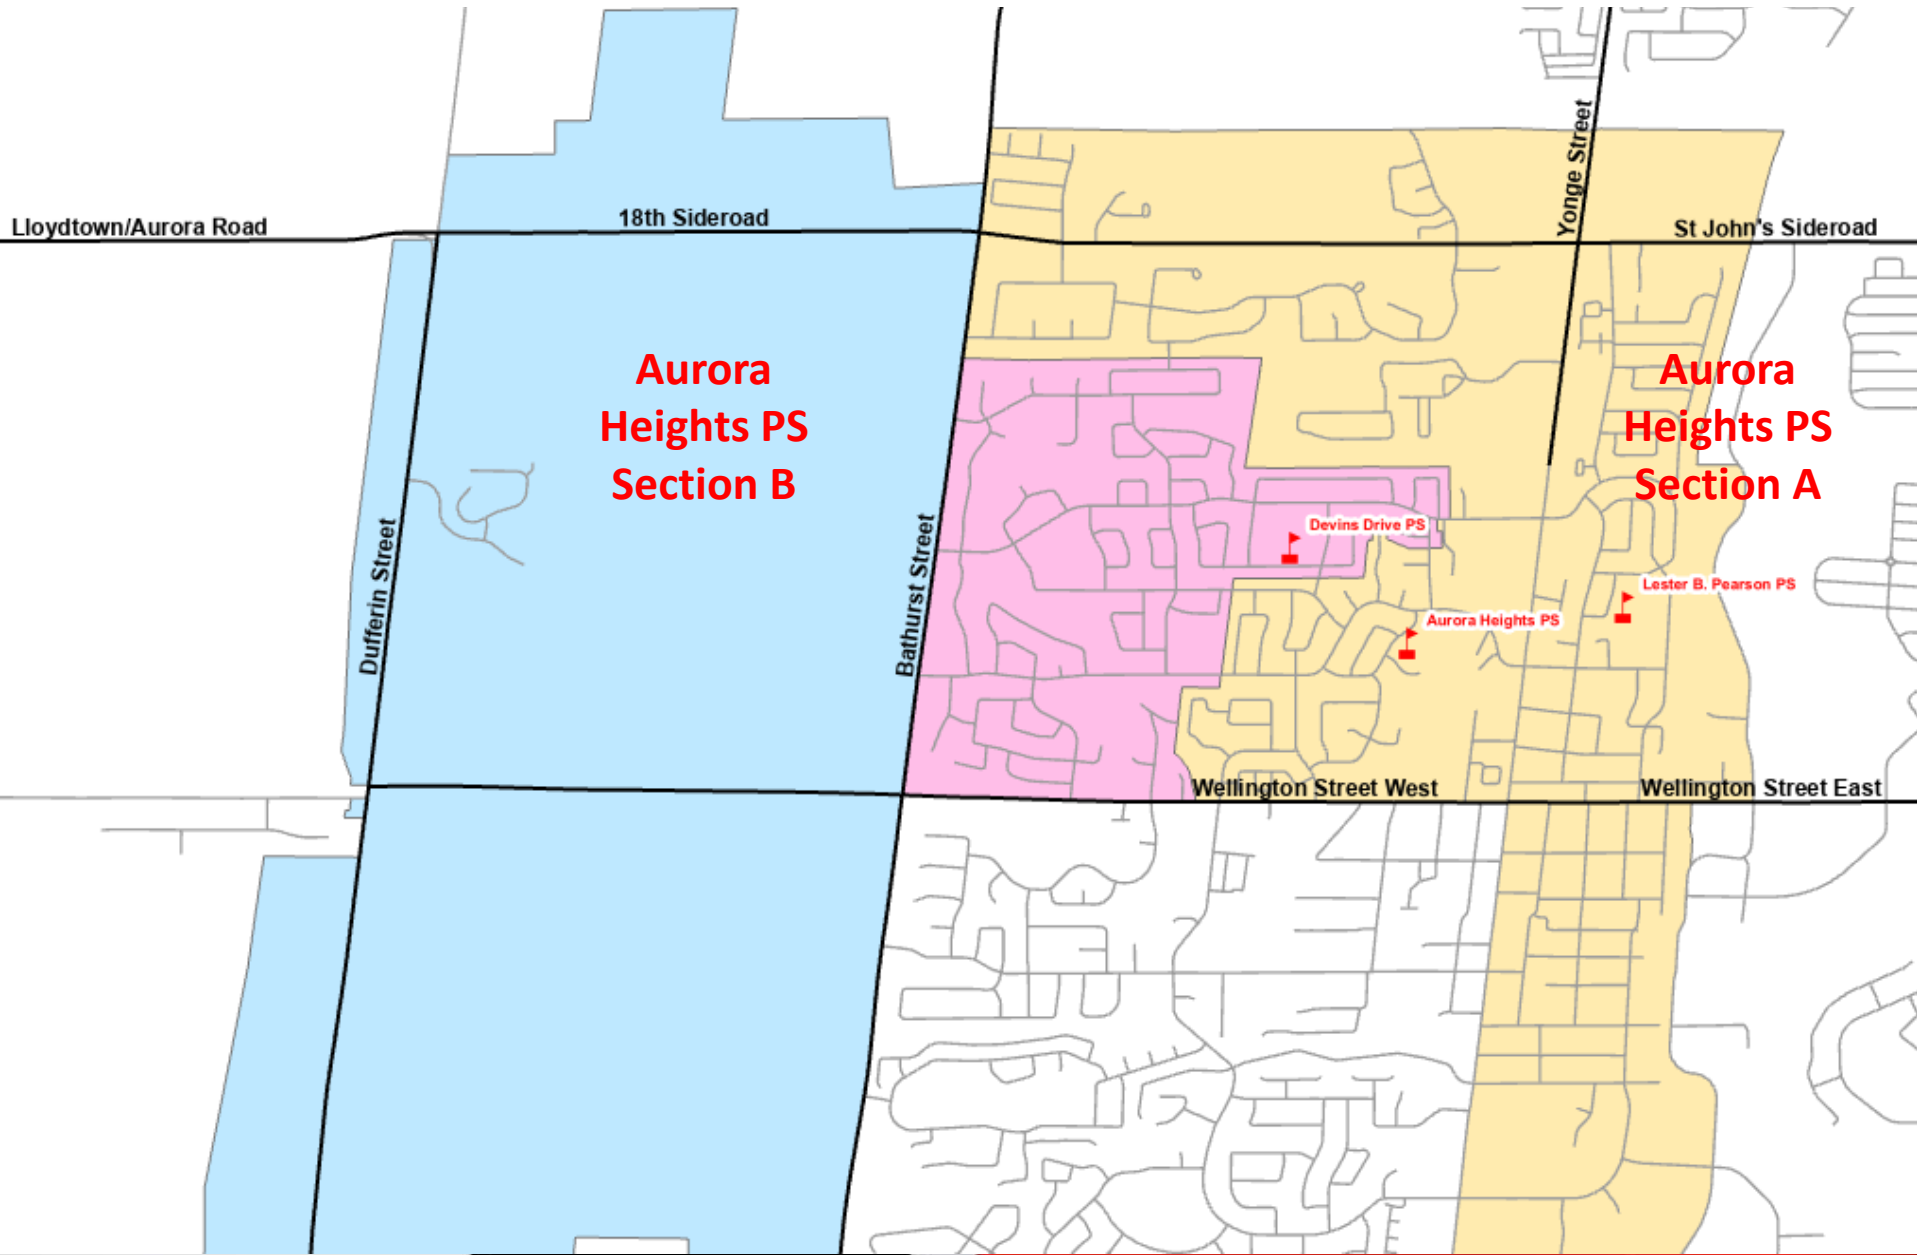 Yonge Street
Lloydtown/Aurora Road
18th Sideroad
St John's Sideroad
Aurora
Heights PS
Section B
Aurora
Heights PS
Section A
Dufferin Street
Bathurst Street
Devins Drive PS
Lester B. Pearson PS
Aurora Heights PS
Wellington Street West
Wellington Street East